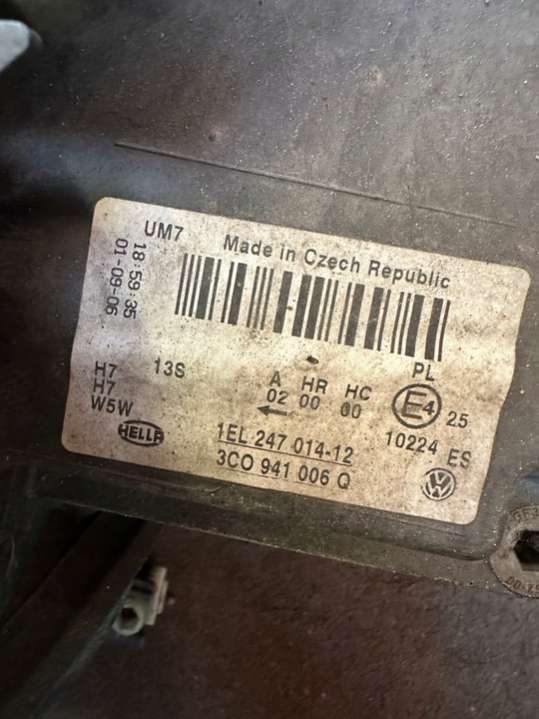 UM7
Made in Czech Republic
18:59:35
01-09-06
PL
H7
H7
W5W
13S
A HR HC
02 00 00
E4 25
10224 ES
HELLA
1EL 247 014-12
3CO 941 006 Q
VW